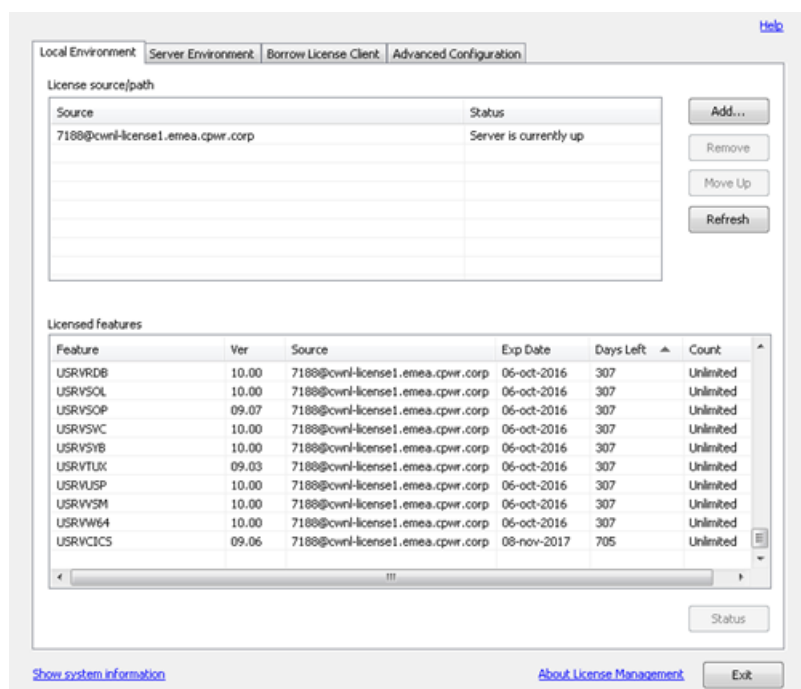 Help
Local Environment Server Environment Borrow License Client Advanced Configuration
License source/path
Source Status Add...
7188@cwnl-license1.emea.cpwr.corp Server is currently up
Remove
Move Up
Refresh
Licensed features
Feature Ver Source Exp Date Days Left Count
USRVRDB 10.00 7188@cwnl-license1.emea.cpwr.corp 06-oct-2016 307 Unlimited
USRVSOL 10.00 7188@cwnl-license1.emea.cpwr.corp 06-oct-2016 307 Unlimited
USRVSOP 09.07 7188@cwnl-license1.emea.cpwr.corp 06-oct-2016 307 Unlimited
USRVSVC 10.00 7188@cwnl-license1.emea.cpwr.corp 06-oct-2016 307 Unlimited
USRVSYB 10.00 7188@cwnl-license1.emea.cpwr.corp 06-oct-2016 307 Unlimited
USRVTUX 09.03 7188@cwnl-license1.emea.cpwr.corp 06-oct-2016 307 Unlimited
USRVUSP 10.00 7188@cwnl-license1.emea.cpwr.corp 06-oct-2016 307 Unlimited
USRVVSM 10.00 7188@cwnl-license1.emea.cpwr.corp 06-oct-2016 307 Unlimited
USRVW64 10.00 7188@cwnl-license1.emea.cpwr.corp 06-oct-2016 307 Unlimited
USRVCICS 09.06 7188@cwnl-license1.emea.cpwr.corp 08-nov-2017 705 Unlimited
Status
Show system information About License Management Exit